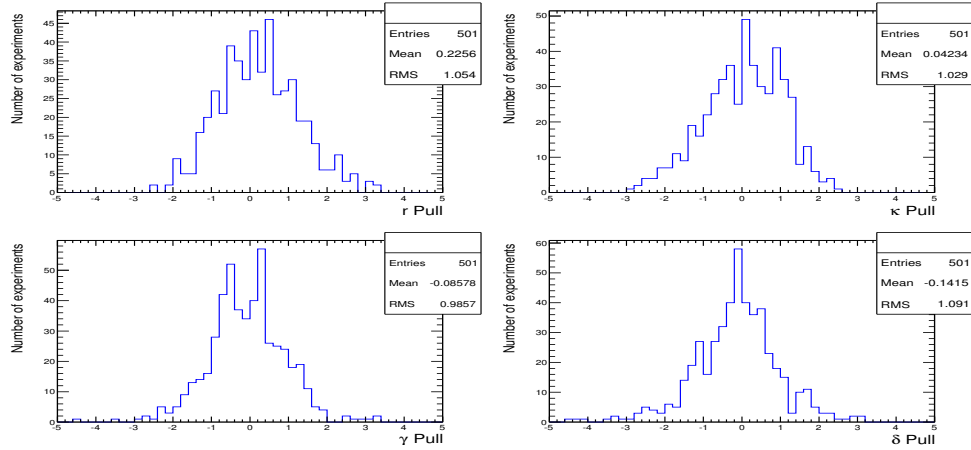 Number of experiments
45
40
35
30
25
20
15
10
5
0
-5 -4 -3 -2 -1 0 1 2 3 4 5
r Pull
Entries 501
Mean 0.2256
RMS 1.054
Number of experiments
50
40
30
20
10
0
-5 -4 -3 -2 -1 0 1 2 3 4 5
κ Pull
Entries 501
Mean 0.04234
RMS 1.029
Number of experiments
50
40
30
20
10
0
-5 -4 -3 -2 -1 0 1 2 3 4 5
γ Pull
Entries 501
Mean -0.08578
RMS 0.9857
Number of experiments
60
50
40
30
20
10
0
-5 -4 -3 -2 -1 0 1 2 3 4 5
δ Pull
Entries 501
Mean -0.1415
RMS 1.091